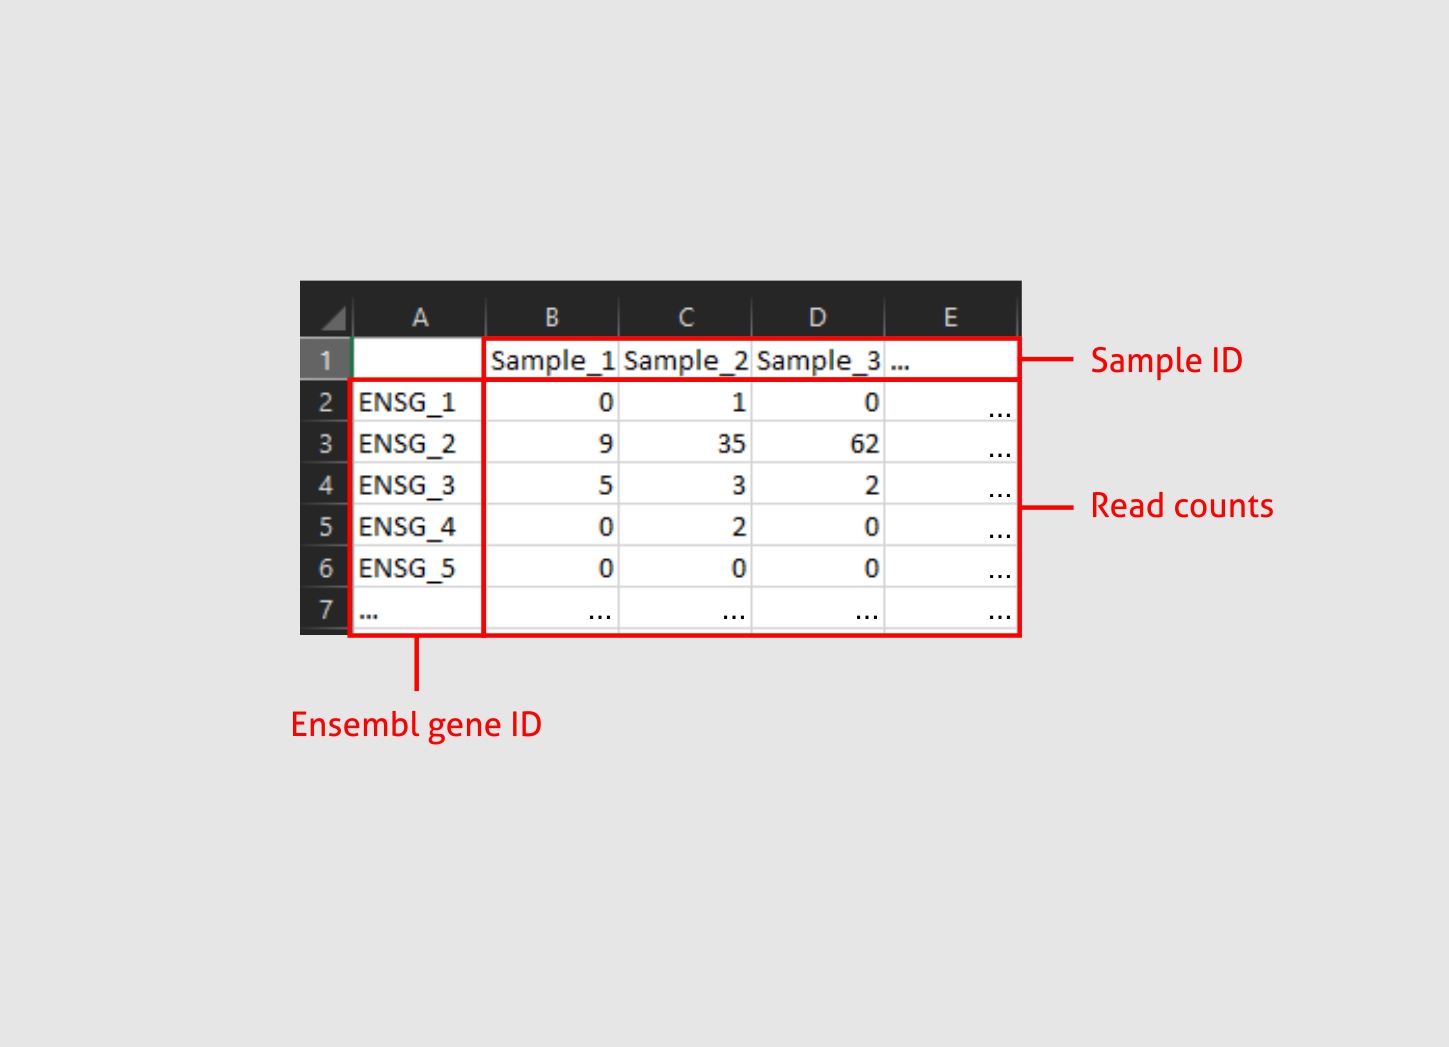 A B C D E
1 Sample_1 Sample_2 Sample_3 ...
Sample ID
2 ENSG_1 0 1 0 ...
3 ENSG_2 9 35 62 ...
4 ENSG_3 5 3 2 ...
Read counts
5 ENSG_4 0 2 0 ...
6 ENSG_5 0 0 0 ...
7 ... ... ... ... ...
Ensembl gene ID